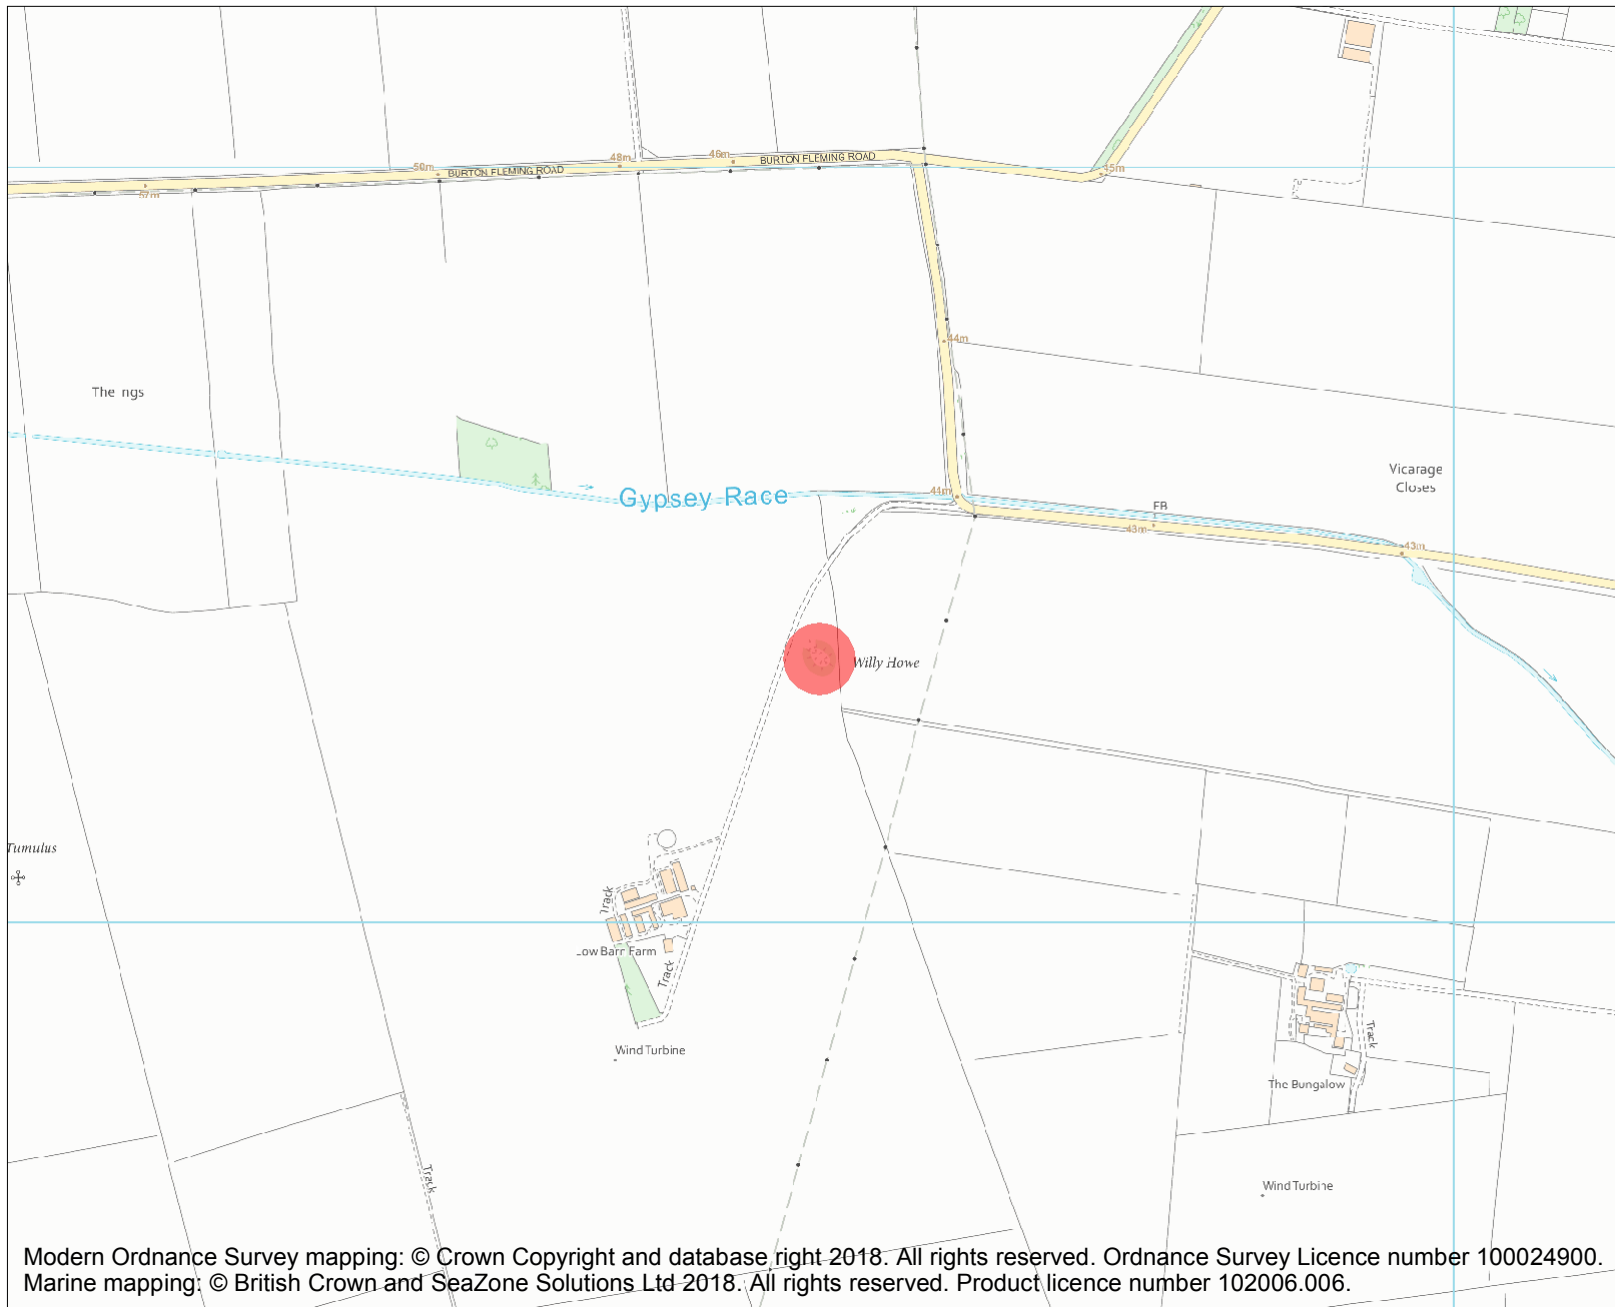 50m
48m
46m
BURTON FLEMING ROAD
BURTON FLEMING ROAD
45m
57m
44m
The ngs
Vicarage
Closes
44m
Gypsey Race
FB
43m
43m
Willy Howe
Tumulus
Track
Low Barr Farm
Track
Wind Turbine
Track
The Bungalow
Track
Wind Turbine
Modern Ordnance Survey mapping: © Crown Copyright and database right 2018. All rights reserved. Ordnance Survey Licence number 100024900.
Marine mapping: © British Crown and SeaZone Solutions Ltd 2018. All rights reserved. Product licence number 102006.006.